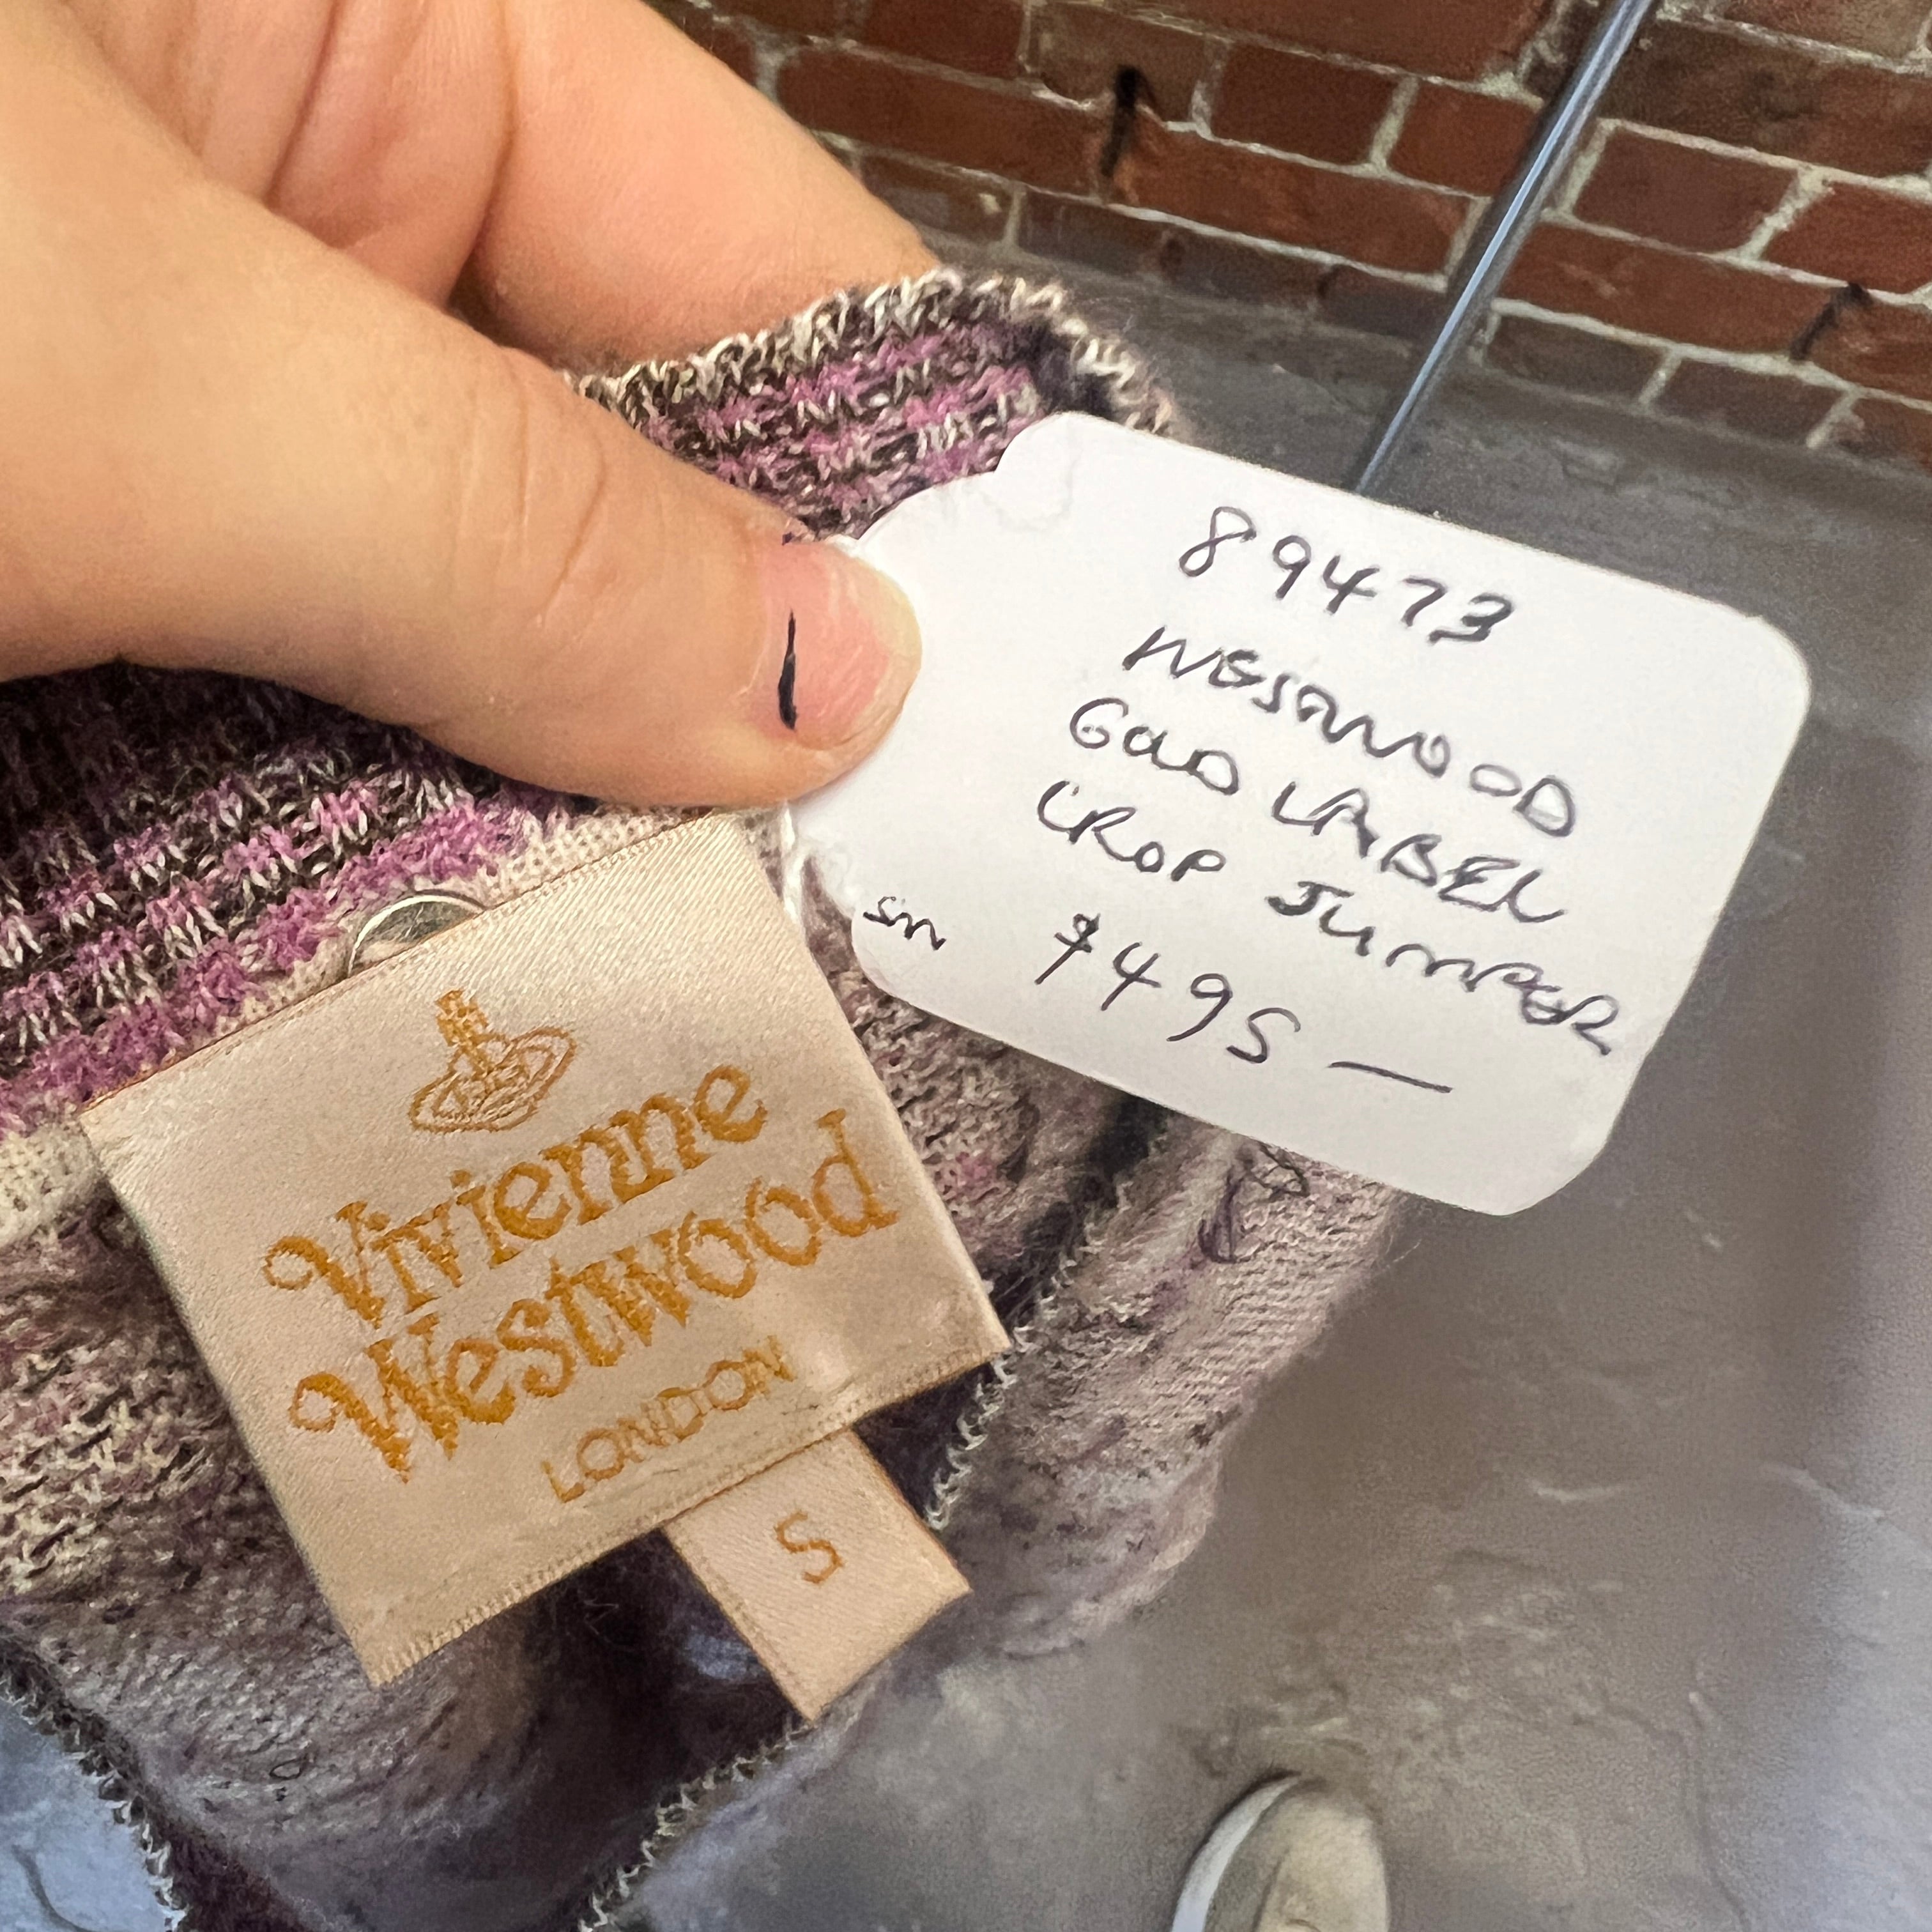 89473
WESTWOOD
GOLD LABEL
CROP JUMPER
sm $495 —
Vivienne
Westwood
LONDON
S